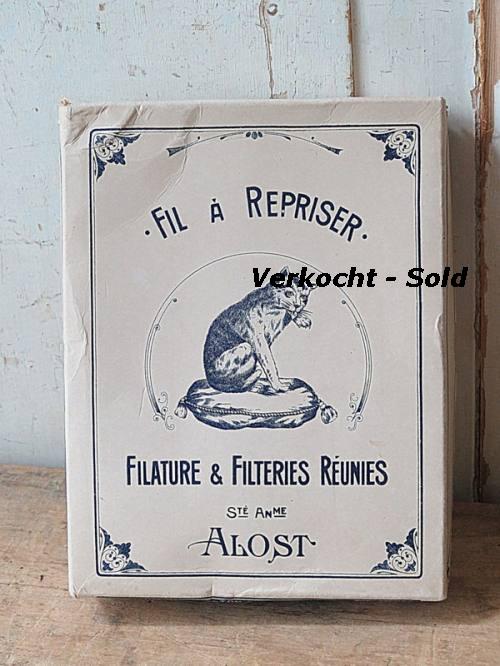 · FIL À REPRISER ·
Verkocht - Sold
FILATURE & FILTERIES RÉUNIES
STÉ ANME
ALOST